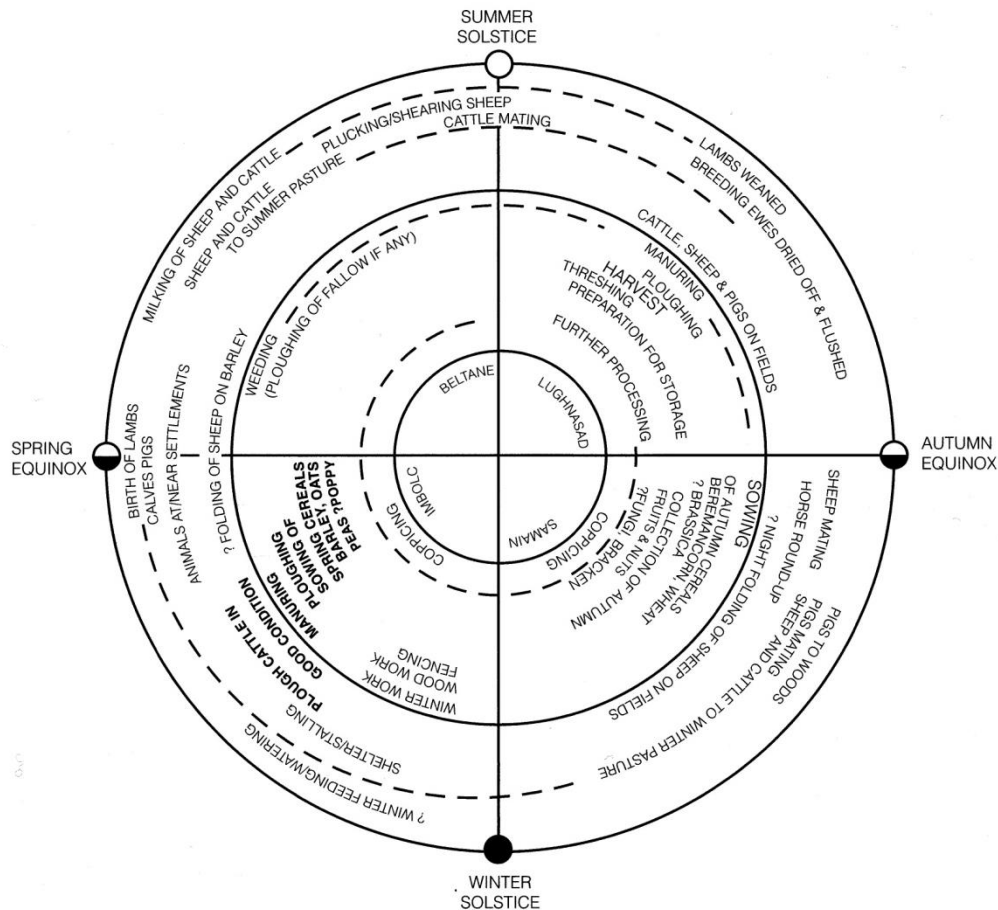 SUMMER
SOLSTICE
PLUCKING/SHEARING SHEEP
CATTLE MATING
MILKING OF SHEEP AND CATTLE
SHEEP AND CATTLE
TO SUMMER PASTURE
LAMBS WEANED
BREEDING EWES DRIED OFF & FLUSHED
CATTLE, SHEEP & PIGS ON FIELDS
MANURING
PLOUGHING
HARVEST
THRESHING
PREPARATION FOR STORAGE
FURTHER PROCESSING
WEEDING
(PLOUGHING OF FALLOW IF ANY)
? FOLDING OF SHEEP ON BARLEY
ANIMALS AT/NEAR SETTLEMENTS
BELTANE
LUGHNASAD
SPRING
EQUINOX
AUTUMN
EQUINOX
BIRTH OF LAMBS
CALVES PIGS
IMBOLC
SAMAIN
COPPICING
COPPICING
MANURING
PLOUGHING
SOWING OF
SPRING CEREALS
BARLEY, OATS
PEAS ?POPPY
PLOUGH CATTLE IN
GOOD CONDITION
WINTER WORK
WOOD WORK
FENCING
SHELTER/STALLING
? WINTER FEEDING/WATERING
SOWING
OF AUTUMN CEREALS
BEREMANCORN, WHEAT
? BRASSICA
COLLECTION OF AUTUMN
FRUITS & NUTS
?FUNGI, BRACKEN
? NIGHT FOLDING OF SHEEP ON FIELDS
SHEEP MATING
HORSE ROUND-UP
PIGS TO WOODS
PIGS MATING
SHEEP AND CATTLE TO WINTER PASTURE
WINTER
SOLSTICE